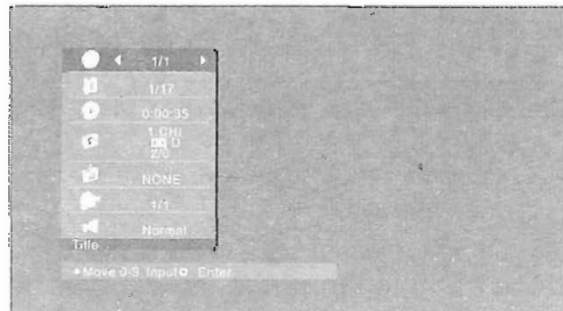 1/1
1/17
0:00:35
1 CHI
D
2/0
NONE
1/1
Normal
Title
Move 0-9 Input Enter